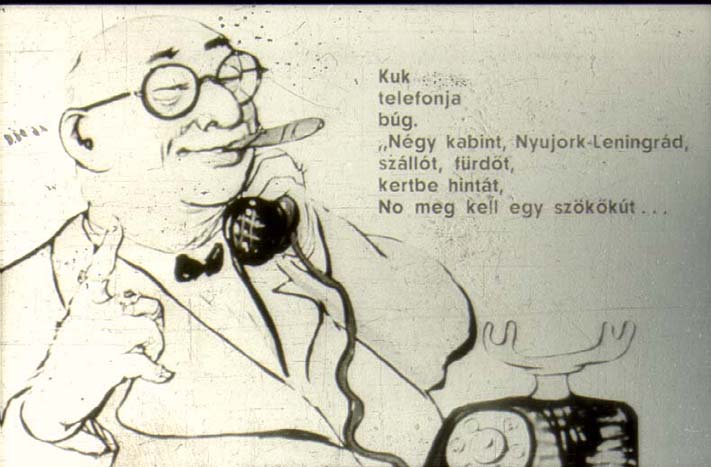 Kuk
telefonja
búg.
„Négy kabint, Nyujork-Leningrád,
szállót, fürdőt,
kertbe hintát,
No meg kell egy szökőkút...